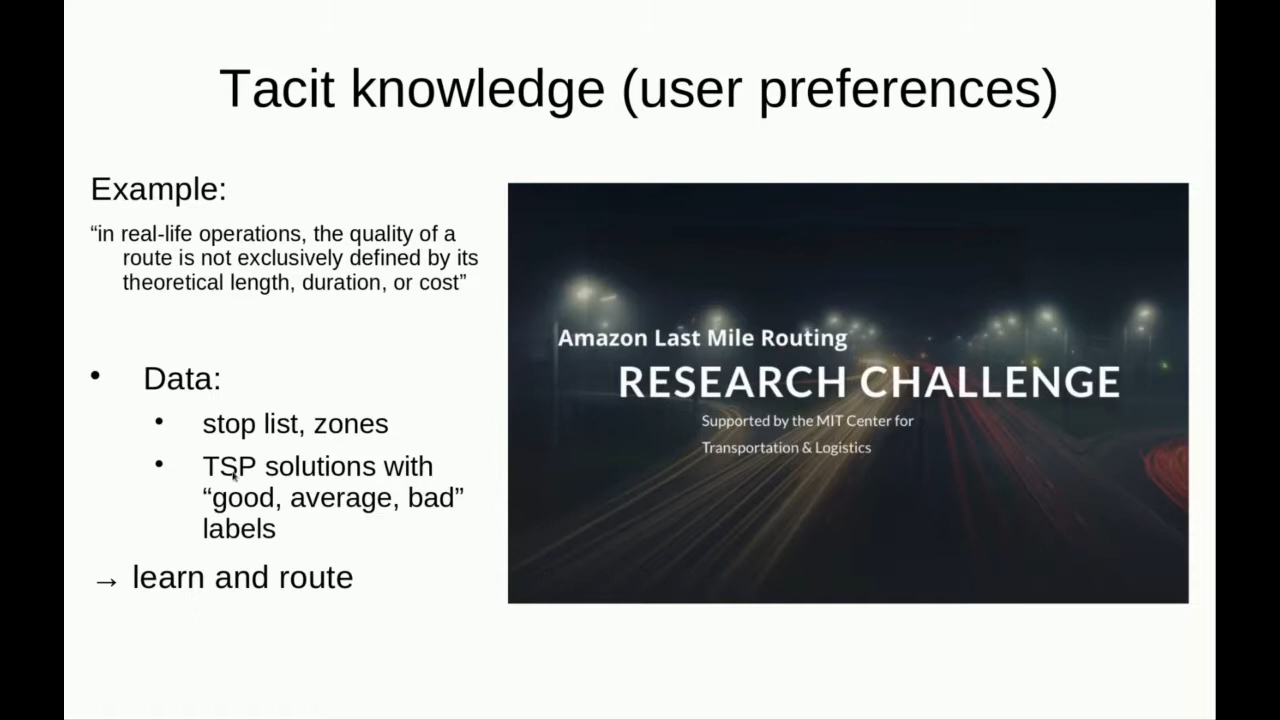 Tacit knowledge (user preferences)
Example:
“in real-life operations, the quality of a
route is not exclusively defined by its
theoretical length, duration, or cost”
• Data:
• stop list, zones
• TSP solutions with
“good, average, bad”
labels
→ learn and route
Amazon Last Mile Routing
RESEARCH CHALLENGE
Supported by the MIT Center for
Transportation & Logistics